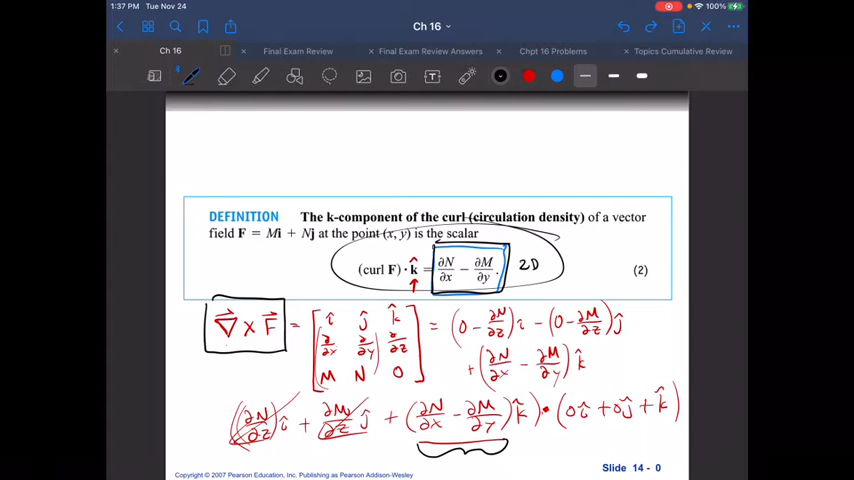 1:37 PM Tue Nov 24
100%
Ch 16
Ch 16
Final Exam Review
Final Exam Review Answers
Chpt 16 Problems
Topics Cumulative Review
DEFINITION The k-component of the curl (circulation density) of a vector
field F = Mi + Nj at the point (x, y) is the scalar
(curl F) · k̂ = ∂N/∂x − ∂M/∂y. 2D (2)
∇⃗ × F⃗ = [ î ĵ k̂ = (0 − ∂N/∂z) î − (0 − ∂M/∂z) ĵ
∂/∂x ∂/∂y ∂/∂z + (∂N/∂x − ∂M/∂y) k̂
M N 0 ]
(∂N/∂z) î + ∂M/∂z ĵ + (∂N/∂x − ∂M/∂y) k̂) · (0î + 0ĵ + k̂)
Slide 14 - 0
Copyright © 2007 Pearson Education, Inc. Publishing as Pearson Addison-Wesley